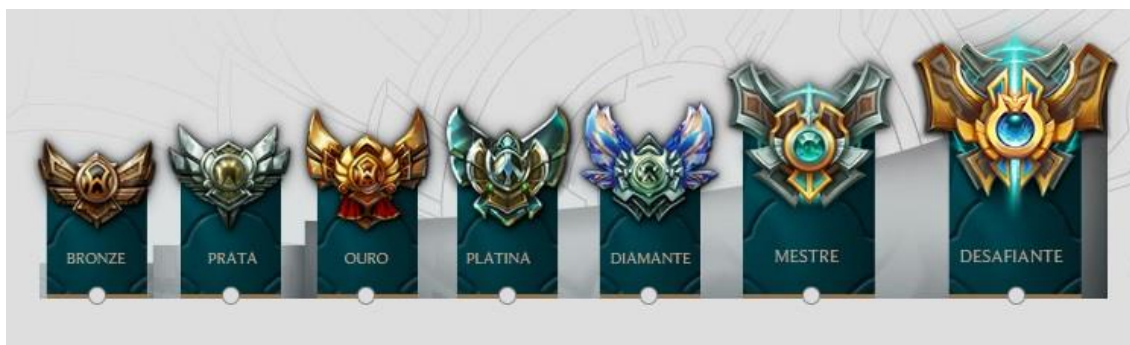 BRONZE
PRATA
OURO
PLATINA
DIAMANTE
MESTRE
DESAFIANTE